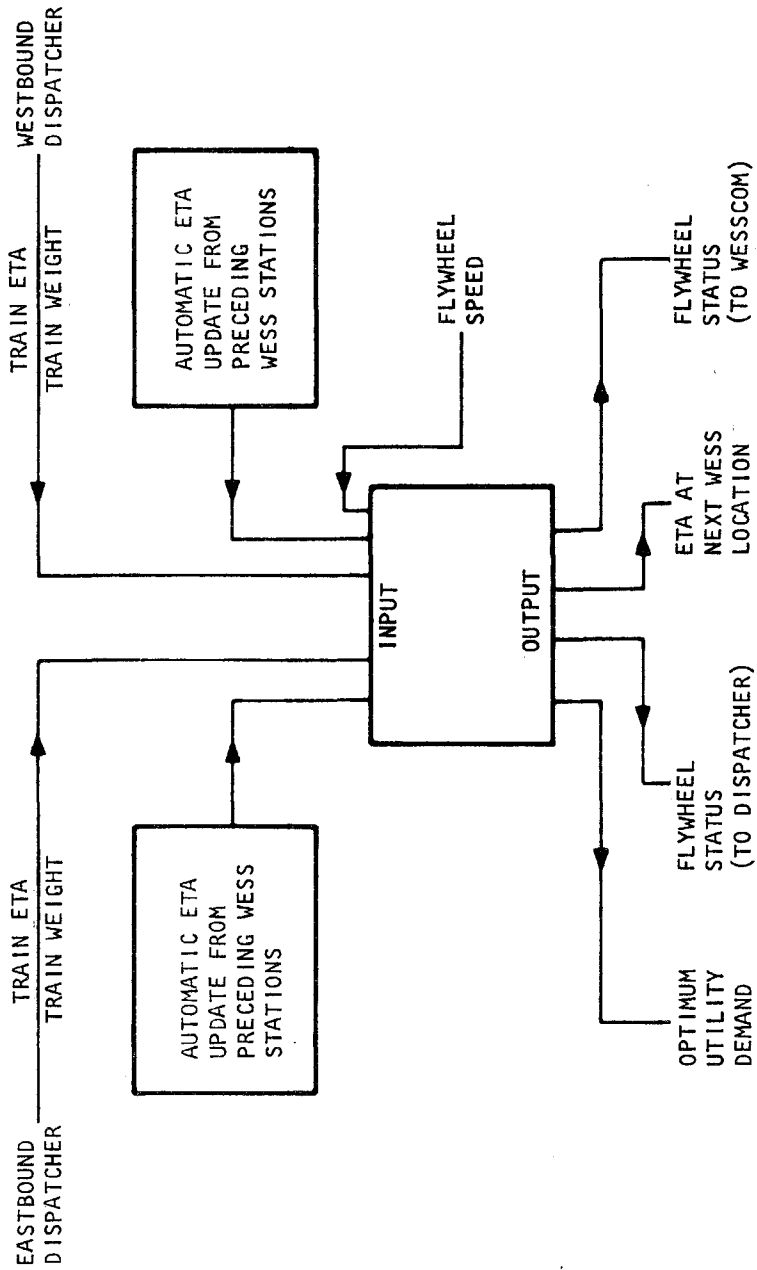 EASTBOUND
DISPATCHER
TRAIN ETA
TRAIN WEIGHT
TRAIN ETA
TRAIN WEIGHT
WESTBOUND
DISPATCHER
AUTOMATIC ETA
UPDATE FROM
PRECEDING WESS
STATIONS
AUTOMATIC ETA
UPDATE FROM
PRECEDING
WESS STATIONS
FLYWHEEL
SPEED
INPUT
OUTPUT
OPTIMUM
UTILITY
DEMAND
FLYWHEEL
STATUS
(TO DISPATCHER)
ETA AT
NEXT WESS
LOCATION
FLYWHEEL
STATUS
(TO WESSCOM)